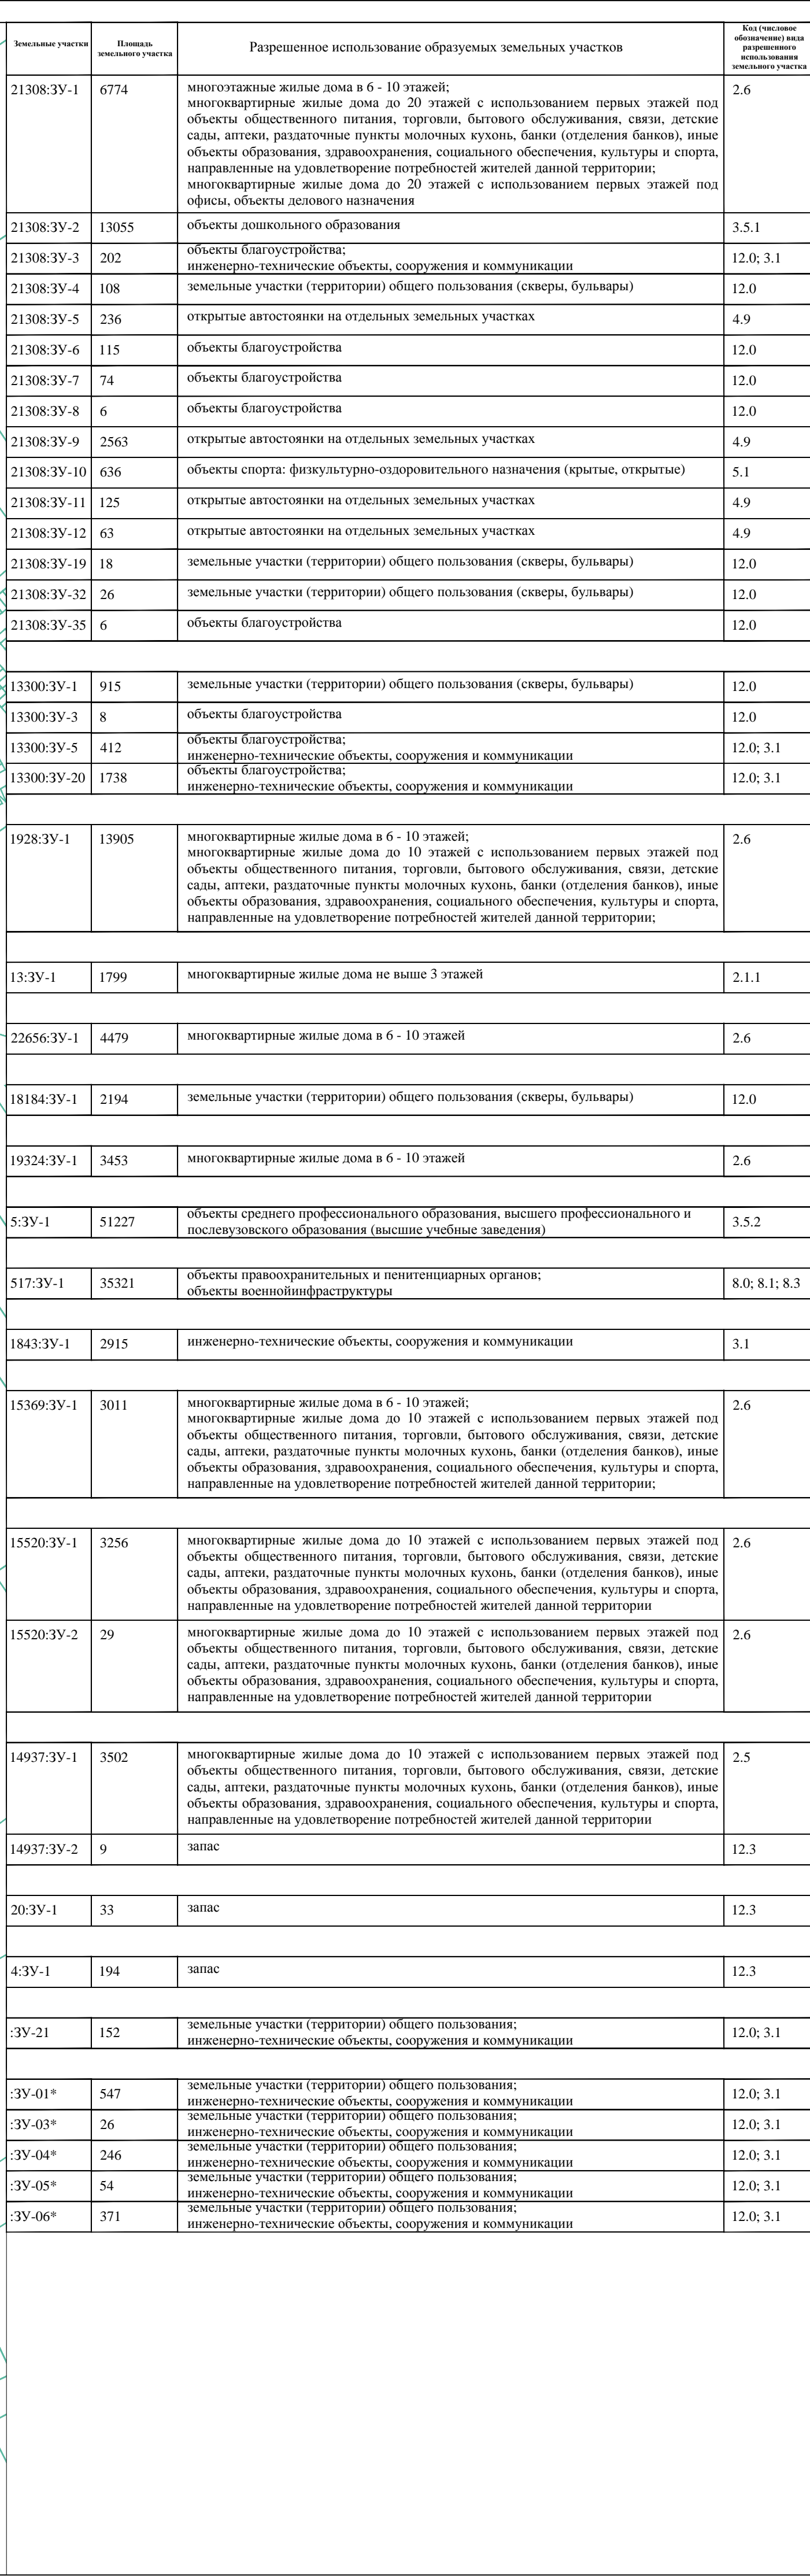 Земельные участки
Площадь
земельного участка
Разрешенное использование образуемых земельных участков
Код (числовое
обозначение) вида
разрешенного
использования
земельного участка
21308:ЗУ-1 6774 многоэтажные жилые дома в 6 - 10 этажей; 2.6
многоквартирные жилые дома до 20 этажей с использованием первых этажей под
объекты общественного питания, торговли, бытового обслуживания, связи, детские
сады, аптеки, раздаточные пункты молочных кухонь, банки (отделения банков), иные
объекты образования, здравоохранения, социального обеспечения, культуры и спорта,
направленные на удовлетворение потребностей жителей данной территории;
многоквартирные жилые дома до 20 этажей с использованием первых этажей под
офисы, объекты делового назначения
21308:ЗУ-2 13055 объекты дошкольного образования 3.5.1
21308:ЗУ-3 202 объекты благоустройства; 12.0; 3.1
инженерно-технические объекты, сооружения и коммуникации
21308:ЗУ-4 108 земельные участки (территории) общего пользования (скверы, бульвары) 12.0
21308:ЗУ-5 236 открытые автостоянки на отдельных земельных участках 4.9
21308:ЗУ-6 115 объекты благоустройства 12.0
21308:ЗУ-7 74 объекты благоустройства 12.0
21308:ЗУ-8 6 объекты благоустройства 12.0
21308:ЗУ-9 2563 открытые автостоянки на отдельных земельных участках 4.9
21308:ЗУ-10 636 объекты спорта: физкультурно-оздоровительного назначения (крытые, открытые) 5.1
21308:ЗУ-11 125 открытые автостоянки на отдельных земельных участках 4.9
21308:ЗУ-12 63 открытые автостоянки на отдельных земельных участках 4.9
21308:ЗУ-19 18 земельные участки (территории) общего пользования (скверы, бульвары) 12.0
21308:ЗУ-32 26 земельные участки (территории) общего пользования (скверы, бульвары) 12.0
21308:ЗУ-35 6 объекты благоустройства 12.0
13300:ЗУ-1 915 земельные участки (территории) общего пользования (скверы, бульвары) 12.0
13300:ЗУ-3 8 объекты благоустройства 12.0
13300:ЗУ-5 412 объекты благоустройства; 12.0; 3.1
инженерно-технические объекты, сооружения и коммуникации
13300:ЗУ-20 1738 объекты благоустройства; 12.0; 3.1
инженерно-технические объекты, сооружения и коммуникации
1928:ЗУ-1 13905 многоквартирные жилые дома в 6 - 10 этажей; 2.6
многоквартирные жилые дома до 10 этажей с использованием первых этажей под
объекты общественного питания, торговли, бытового обслуживания, связи, детские
сады, аптеки, раздаточные пункты молочных кухонь, банки (отделения банков), иные
объекты образования, здравоохранения, социального обеспечения, культуры и спорта,
направленные на удовлетворение потребностей жителей данной территории;
13:ЗУ-1 1799 многоквартирные жилые дома не выше 3 этажей 2.1.1
22656:ЗУ-1 4479 многоквартирные жилые дома в 6 - 10 этажей 2.6
18184:ЗУ-1 2194 земельные участки (территории) общего пользования (скверы, бульвары) 12.0
19324:ЗУ-1 3453 многоквартирные жилые дома в 6 - 10 этажей 2.6
5:ЗУ-1 51227 объекты среднего профессионального образования, высшего профессионального и 3.5.2
послевузовского образования (высшие учебные заведения)
517:ЗУ-1 35321 объекты правоохранительных и пенитенциарных органов; 8.0; 8.1; 8.3
объекты военнойинфраструктуры
1843:ЗУ-1 2915 инженерно-технические объекты, сооружения и коммуникации 3.1
15369:ЗУ-1 3011 многоквартирные жилые дома в 6 - 10 этажей; 2.6
многоквартирные жилые дома до 10 этажей с использованием первых этажей под
объекты общественного питания, торговли, бытового обслуживания, связи, детские
сады, аптеки, раздаточные пункты молочных кухонь, банки (отделения банков), иные
объекты образования, здравоохранения, социального обеспечения, культуры и спорта,
направленные на удовлетворение потребностей жителей данной территории;
15520:ЗУ-1 3256 многоквартирные жилые дома до 10 этажей с использованием первых этажей под 2.6
объекты общественного питания, торговли, бытового обслуживания, связи, детские
сады, аптеки, раздаточные пункты молочных кухонь, банки (отделения банков), иные
объекты образования, здравоохранения, социального обеспечения, культуры и спорта,
направленные на удовлетворение потребностей жителей данной территории
15520:ЗУ-2 29 многоквартирные жилые дома до 10 этажей с использованием первых этажей под 2.6
объекты общественного питания, торговли, бытового обслуживания, связи, детские
сады, аптеки, раздаточные пункты молочных кухонь, банки (отделения банков), иные
объекты образования, здравоохранения, социального обеспечения, культуры и спорта,
направленные на удовлетворение потребностей жителей данной территории
14937:ЗУ-1 3502 многоквартирные жилые дома до 10 этажей с использованием первых этажей под 2.5
объекты общественного питания, торговли, бытового обслуживания, связи, детские
сады, аптеки, раздаточные пункты молочных кухонь, банки (отделения банков), иные
объекты образования, здравоохранения, социального обеспечения, культуры и спорта,
направленные на удовлетворение потребностей жителей данной территории
14937:ЗУ-2 9 запас 12.3
20:ЗУ-1 33 запас 12.3
4:ЗУ-1 194 запас 12.3
:ЗУ-21 152 земельные участки (территории) общего пользования; 12.0; 3.1
инженерно-технические объекты, сооружения и коммуникации
:ЗУ-01* 547 земельные участки (территории) общего пользования; 12.0; 3.1
инженерно-технические объекты, сооружения и коммуникации
:ЗУ-03* 26 земельные участки (территории) общего пользования; 12.0; 3.1
инженерно-технические объекты, сооружения и коммуникации
:ЗУ-04* 246 земельные участки (территории) общего пользования; 12.0; 3.1
инженерно-технические объекты, сооружения и коммуникации
:ЗУ-05* 54 земельные участки (территории) общего пользования; 12.0; 3.1
инженерно-технические объекты, сооружения и коммуникации
:ЗУ-06* 371 земельные участки (территории) общего пользования; 12.0; 3.1
инженерно-технические объекты, сооружения и коммуникации